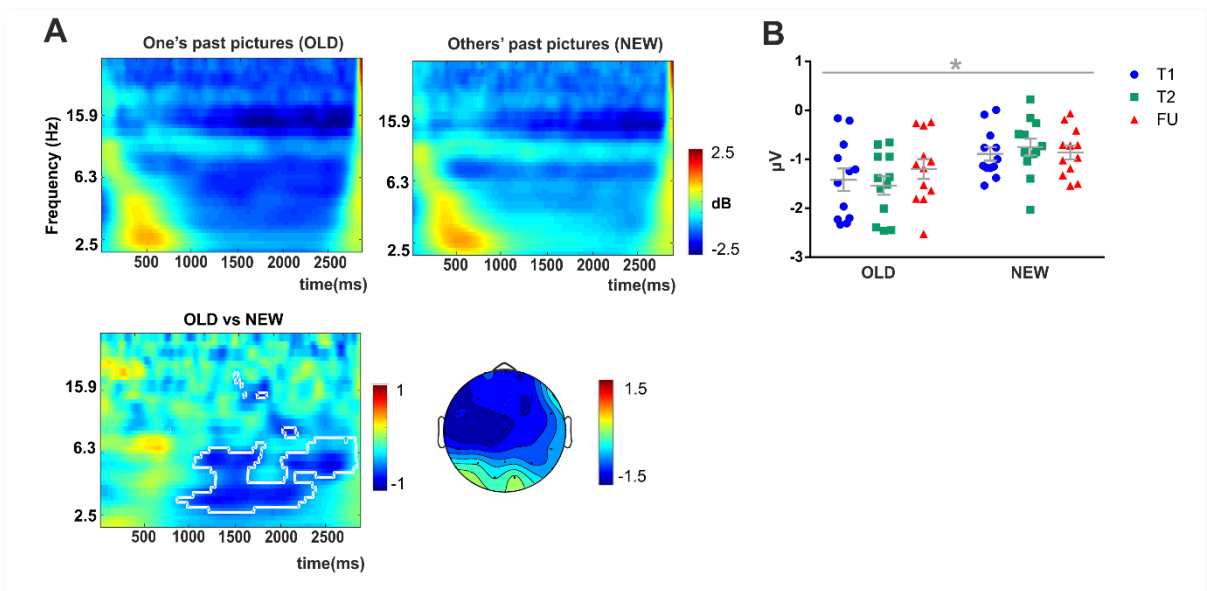 A
One's past pictures (OLD)
Others' past pictures (NEW)
Frequency (Hz)
15.9
6.3
2.5
500 1000 1500 2000 2500
time(ms)
15.9
6.3
2.5
500 1000 1500 2000 2500
time(ms)
2.5
dB
-2.5
B
*
1
0
-1
-2
-3
µV
OLD
NEW
T1
T2
FU
OLD vs NEW
15.9
6.3
2.5
500 1000 1500 2000 2500
time(ms)
1
-1
1.5
-1.5